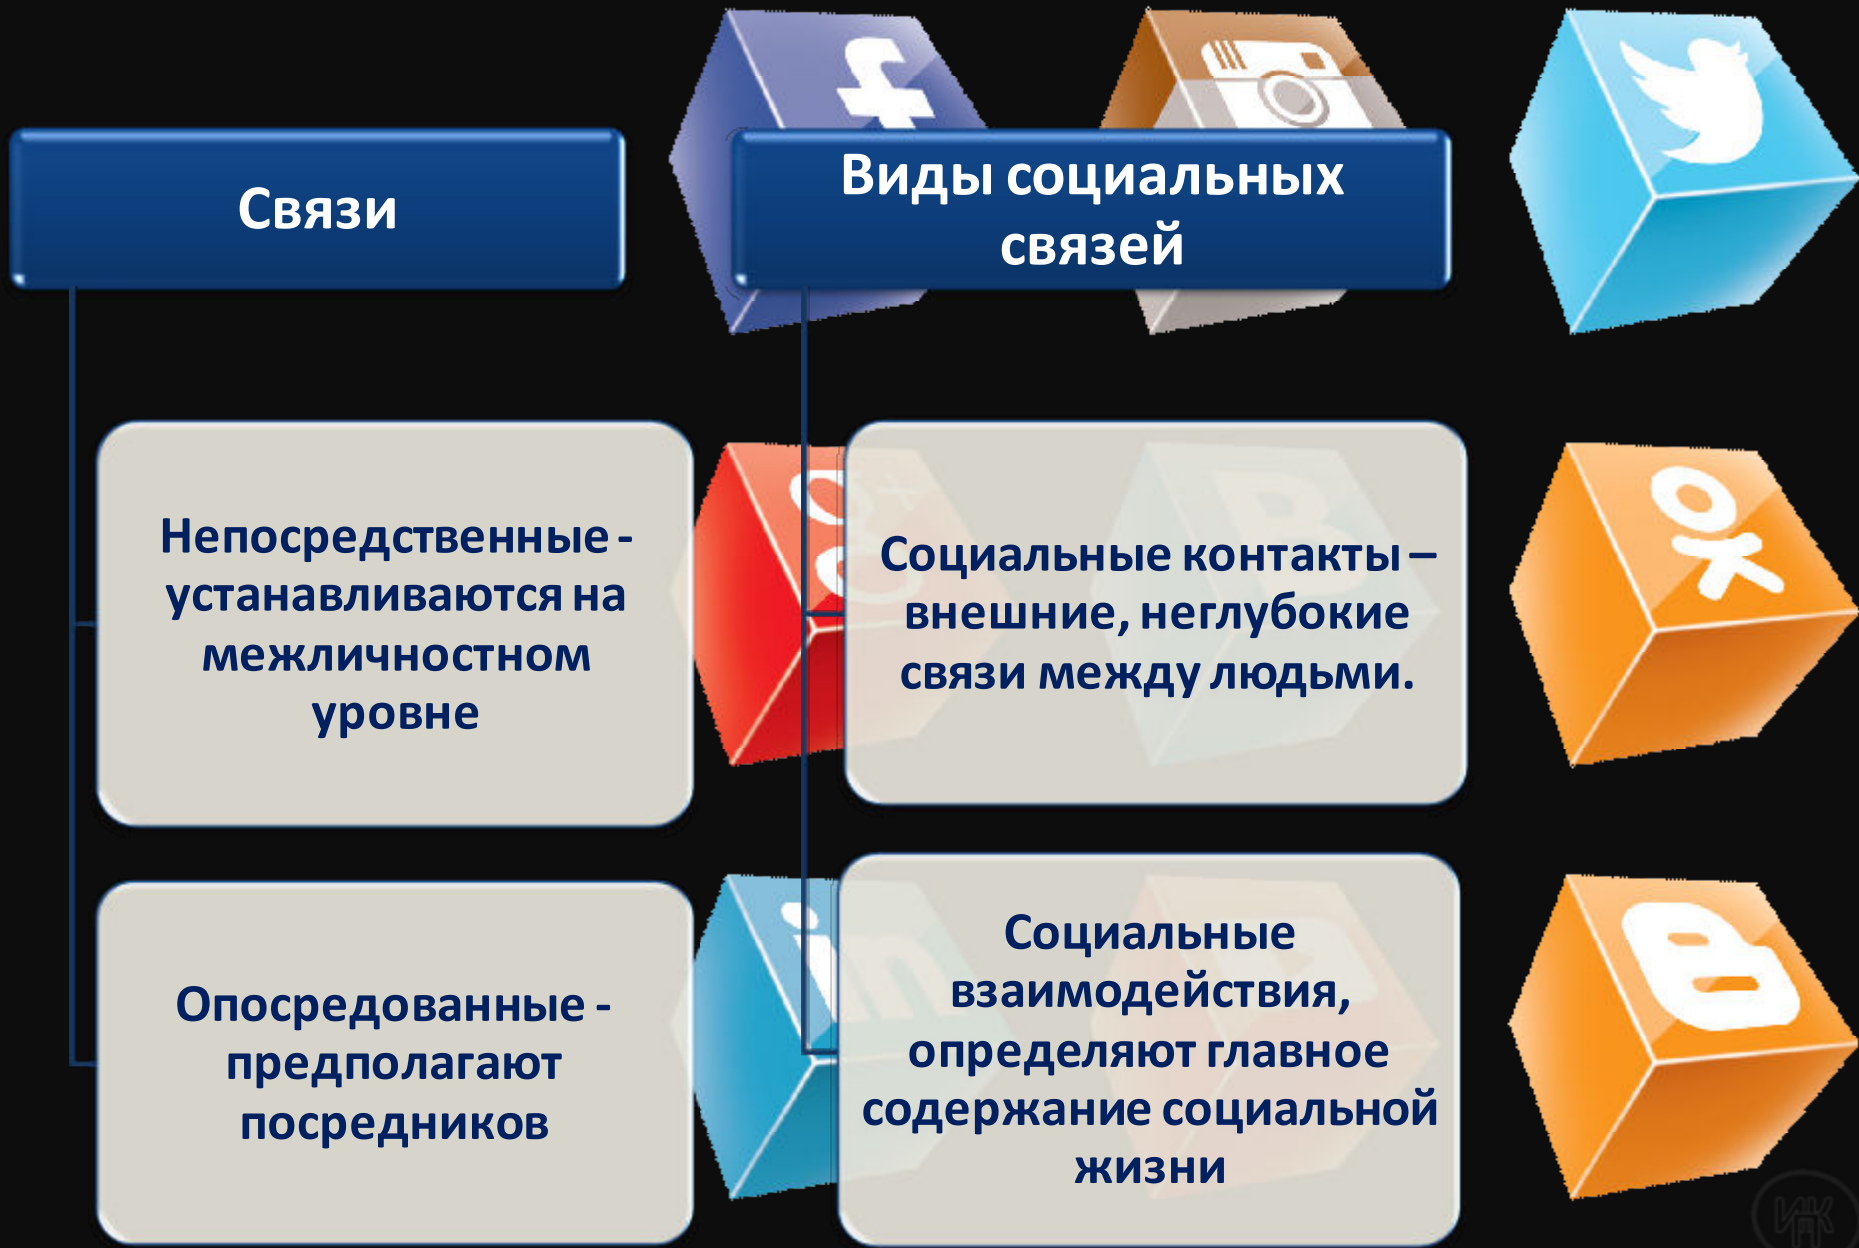 Связи
Непосредственные -
устанавливаются на
межличностном
уровне
Опосредованные -
предполагают
посредников
Виды социальных
связей
Социальные контакты –
внешние, неглубокие
связи между людьми.
Социальные
взаимодействия,
определяют главное
содержание социальной
жизни